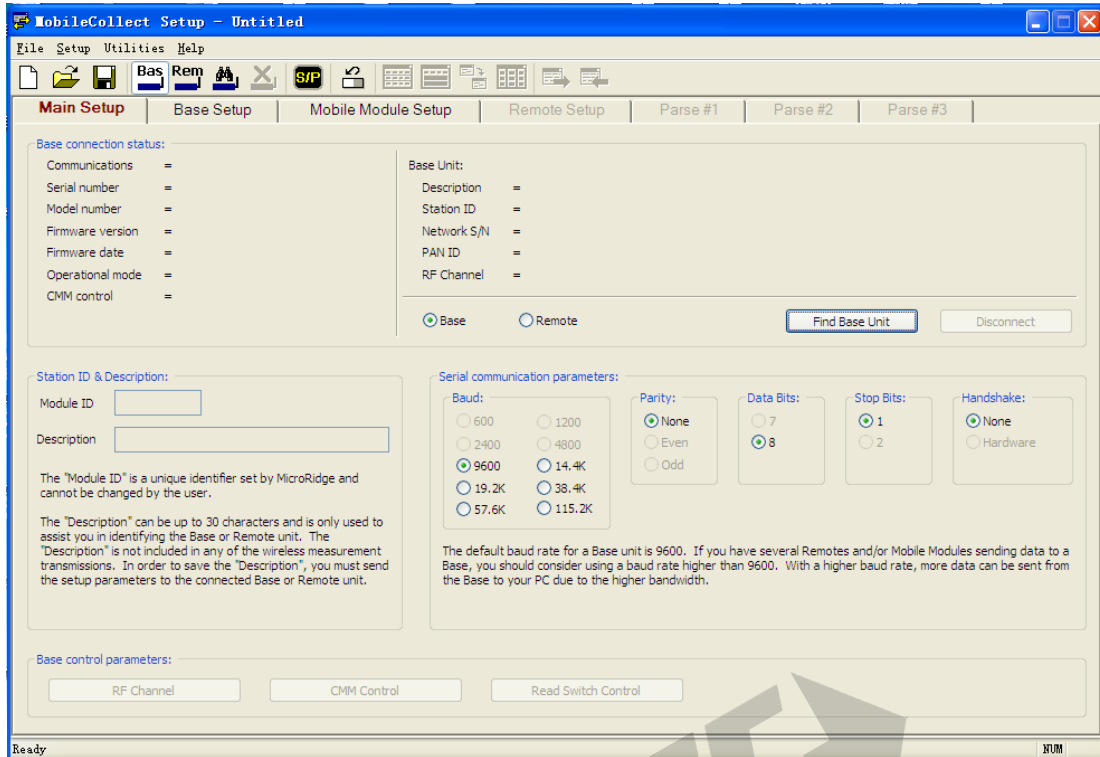 MobileCollect Setup - Untitled
File Setup Utilities Help
Bas Rem S/P
Main Setup Base Setup Mobile Module Setup Remote Setup Parse #1 Parse #2 Parse #3
Base connection status:
Communications =
Serial number =
Model number =
Firmware version =
Firmware date =
Operational mode =
CMM control =
Base Unit:
Description =
Station ID =
Network S/N =
PAN ID =
RF Channel =
Base Remote Find Base Unit Disconnect
Station ID & Description:
Module ID
Description
The "Module ID" is a unique identifier set by MicroRidge and
cannot be changed by the user.
The "Description" can be up to 30 characters and is only used to
assist you in identifying the Base or Remote unit. The
"Description" is not included in any of the wireless measurement
transmissions. In order to save the "Description", you must send
the setup parameters to the connected Base or Remote unit.
Serial communication parameters:
Baud:
600 1200
2400 4800
9600 14.4K
19.2K 38.4K
57.6K 115.2K
Parity:
None
Even
Odd
Data Bits:
7
8
Stop Bits:
1
2
Handshake:
None
Hardware
The default baud rate for a Base unit is 9600. If you have several Remotes and/or Mobile Modules sending data to a
Base, you should consider using a baud rate higher than 9600. With a higher baud rate, more data can be sent from
the Base to your PC due to the higher bandwidth.
Base control parameters:
RF Channel CMM Control Read Switch Control
Ready NUM